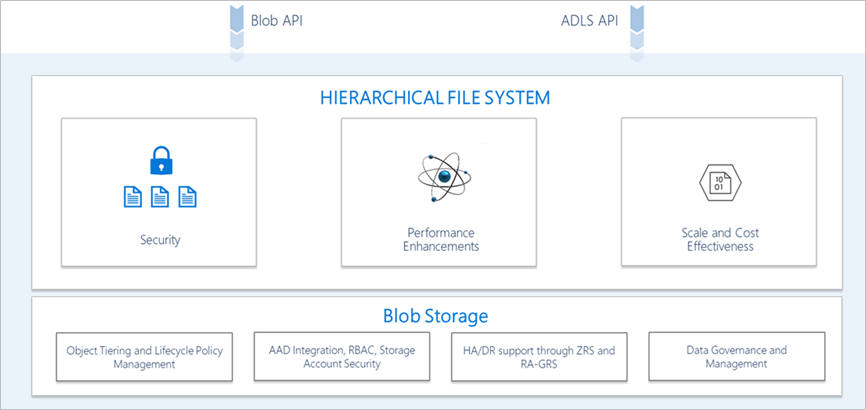 Blob API
ADLS API
HIERARCHICAL FILE SYSTEM
Security
Performance
Enhancements
10
01
Scale and Cost
Effectiveness
Blob Storage
Object Tiering and Lifecycle Policy
Management
AAD Integration, RBAC, Storage
Account Security
HA/DR support through ZRS and
RA-GRS
Data Governance and
Management